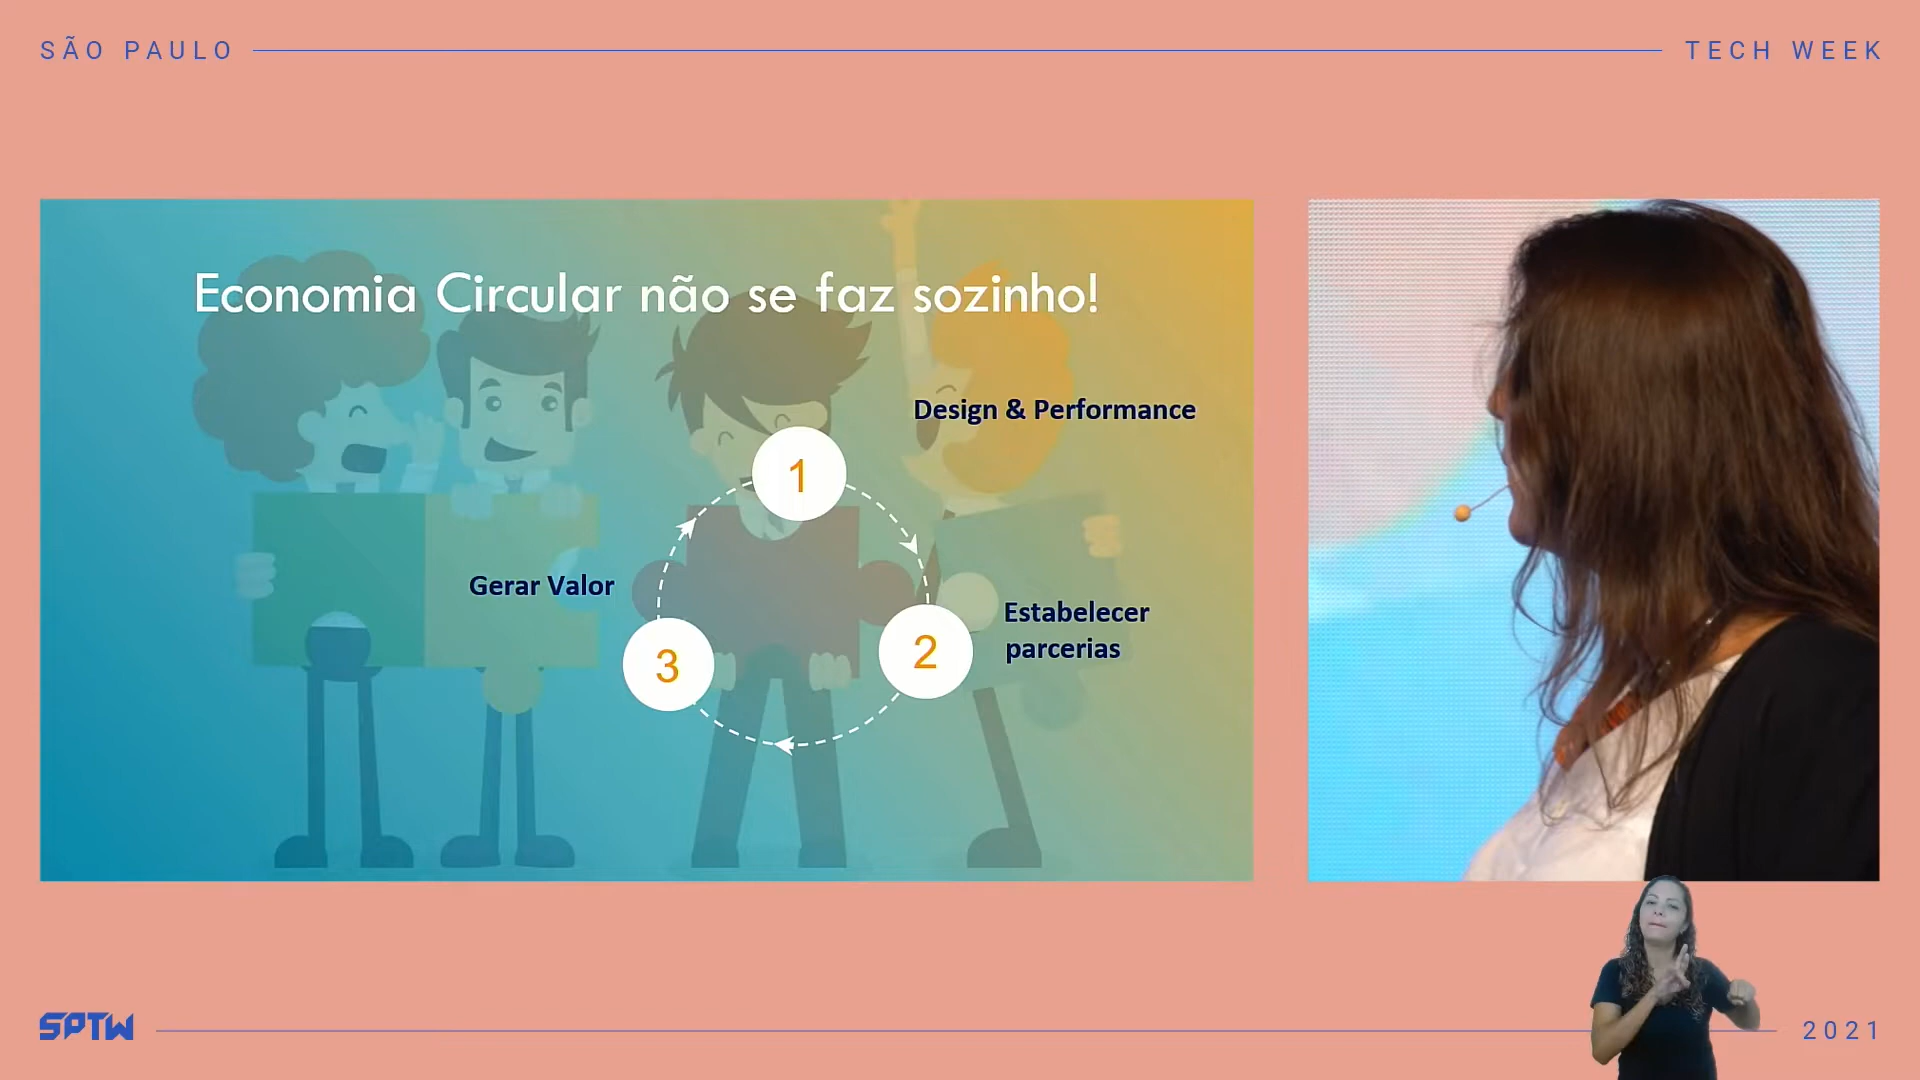 SÃO PAULO
TECH WEEK
Economia Circular não se faz sozinho!
Design & Performance
1
Gerar Valor
Estabelecer
parcerias
2
3
SPTW
2021